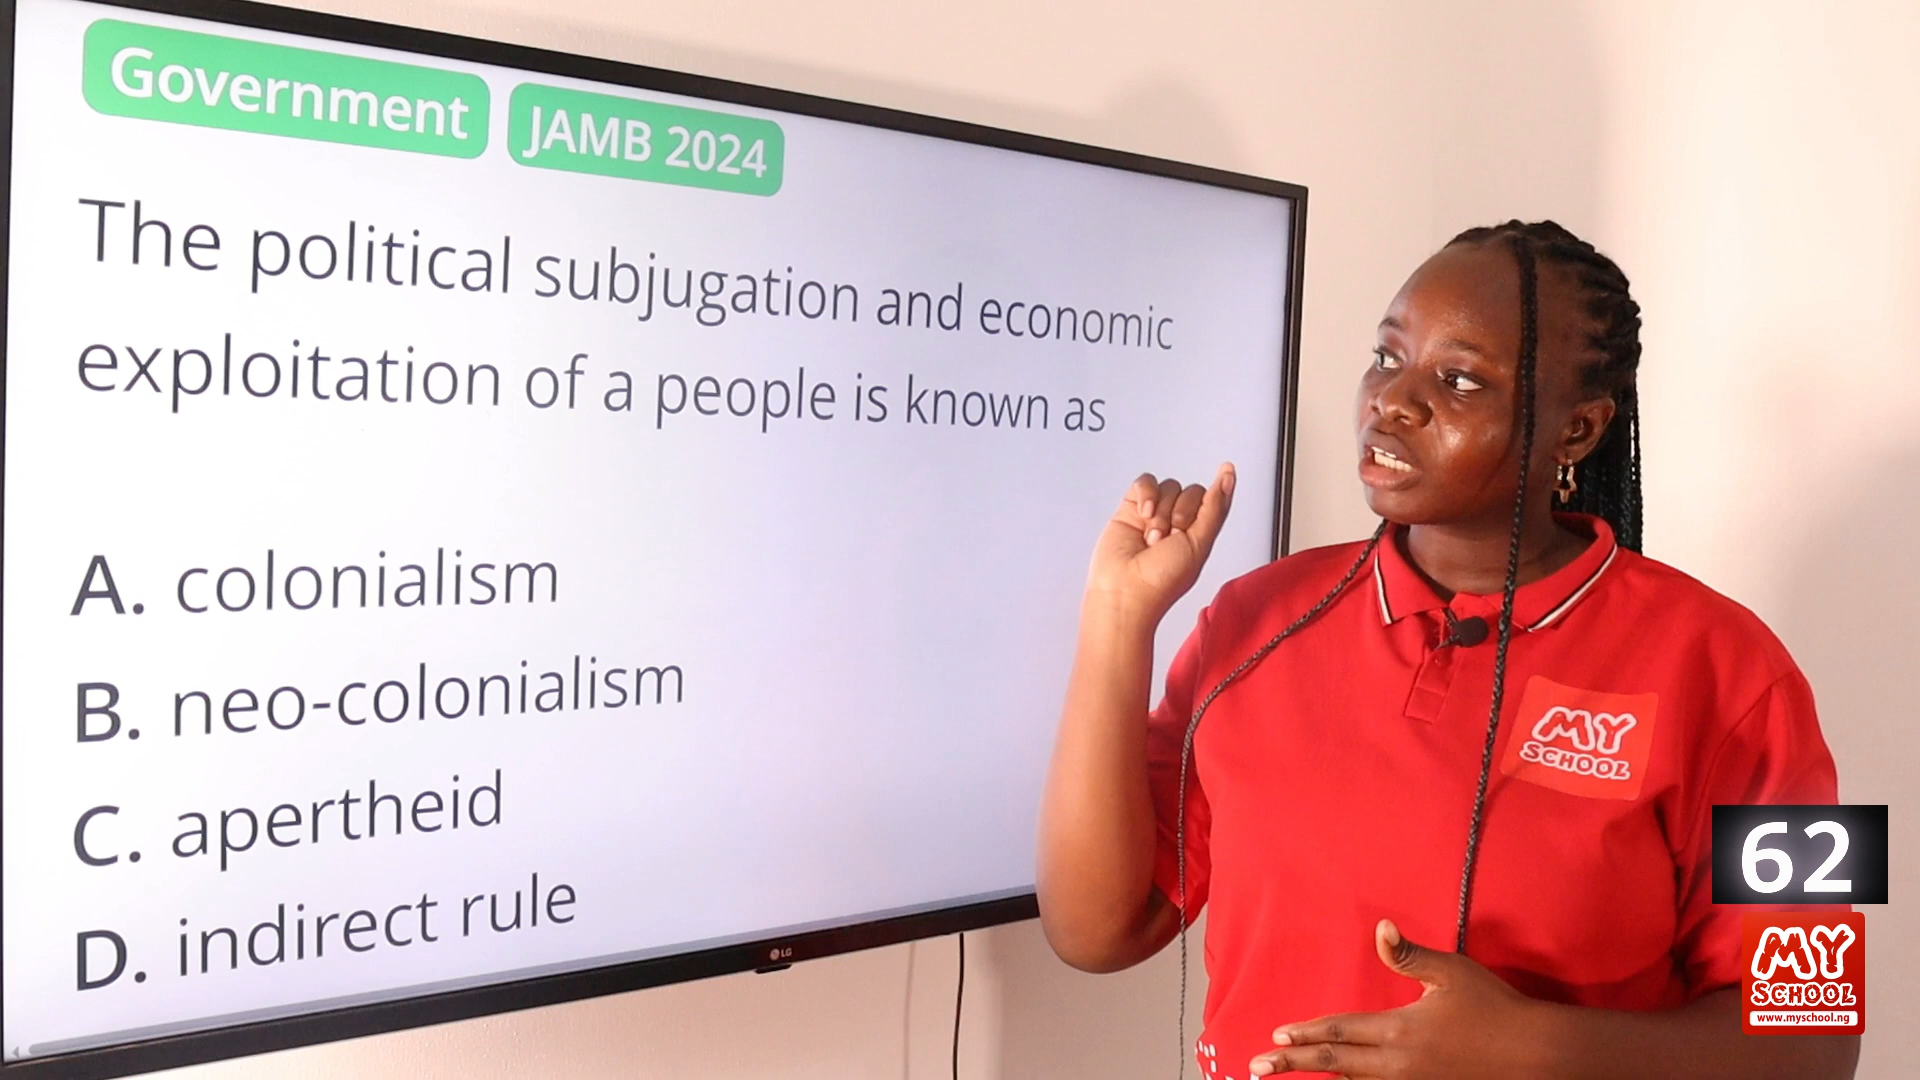 Government JAMB 2024
The political subjugation and economic
exploitation of a people is known as
A. colonialism
B. neo-colonialism
C. apertheid
D. indirect rule
LG
MY
SCHOOL
62
MY
SCHOOL
www.myschool.ng